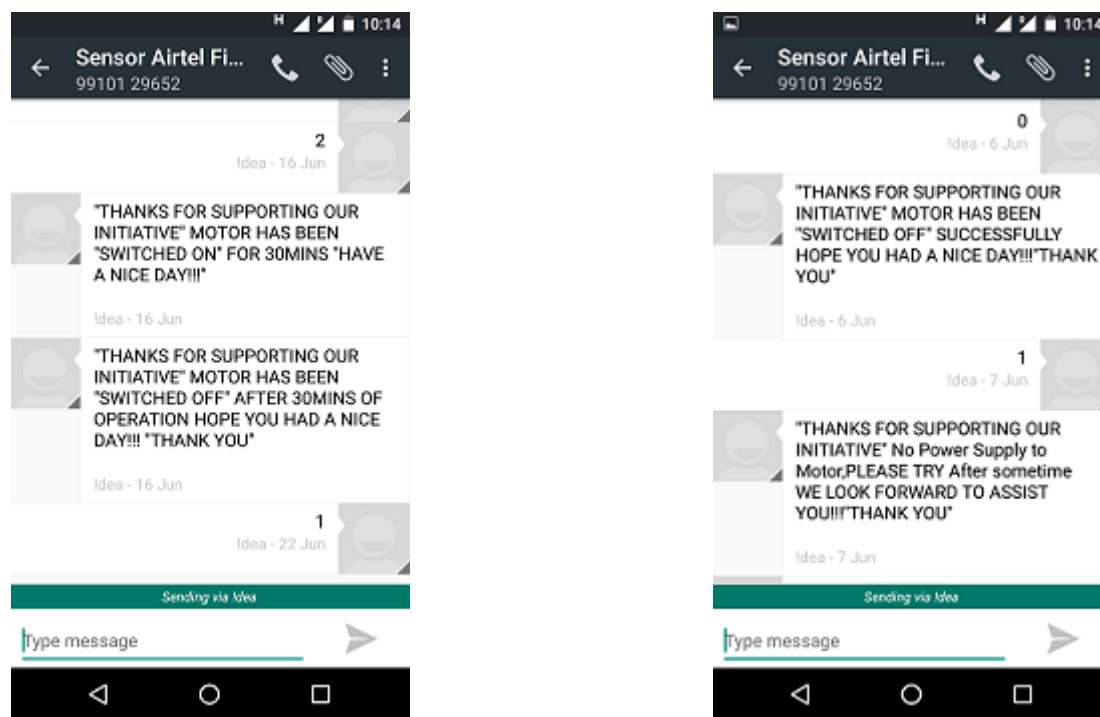 H 10:14
Sensor Airtel Fi...
99101 29652
2
!dea - 16 Jun
"THANKS FOR SUPPORTING OUR
INITIATIVE" MOTOR HAS BEEN
"SWITCHED ON" FOR 30MINS "HAVE
A NICE DAY!!!"
!dea - 16 Jun
"THANKS FOR SUPPORTING OUR
INITIATIVE" MOTOR HAS BEEN
"SWITCHED OFF" AFTER 30MINS OF
OPERATION HOPE YOU HAD A NICE
DAY!!! "THANK YOU"
!dea - 16 Jun
1
!dea - 22 Jun
Sending via !dea
Type message
H 10:14
Sensor Airtel Fi...
99101 29652
0
!dea - 6 Jun
"THANKS FOR SUPPORTING OUR
INITIATIVE" MOTOR HAS BEEN
"SWITCHED OFF" SUCCESSFULLY
HOPE YOU HAD A NICE DAY!!!"THANK
YOU"
!dea - 6 Jun
1
!dea - 7 Jun
"THANKS FOR SUPPORTING OUR
INITIATIVE" No Power Supply to
Motor,PLEASE TRY After sometime
WE LOOK FORWARD TO ASSIST
YOU!!!"THANK YOU"
!dea - 7 Jun
Sending via !dea
Type message